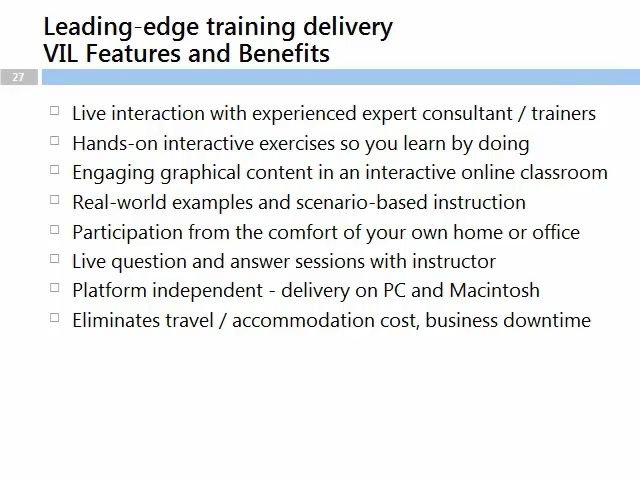 Leading-edge training delivery
VIL Features and Benefits
27
Live interaction with experienced expert consultant / trainers
Hands-on interactive exercises so you learn by doing
Engaging graphical content in an interactive online classroom
Real-world examples and scenario-based instruction
Participation from the comfort of your own home or office
Live question and answer sessions with instructor
Platform independent - delivery on PC and Macintosh
Eliminates travel / accommodation cost, business downtime